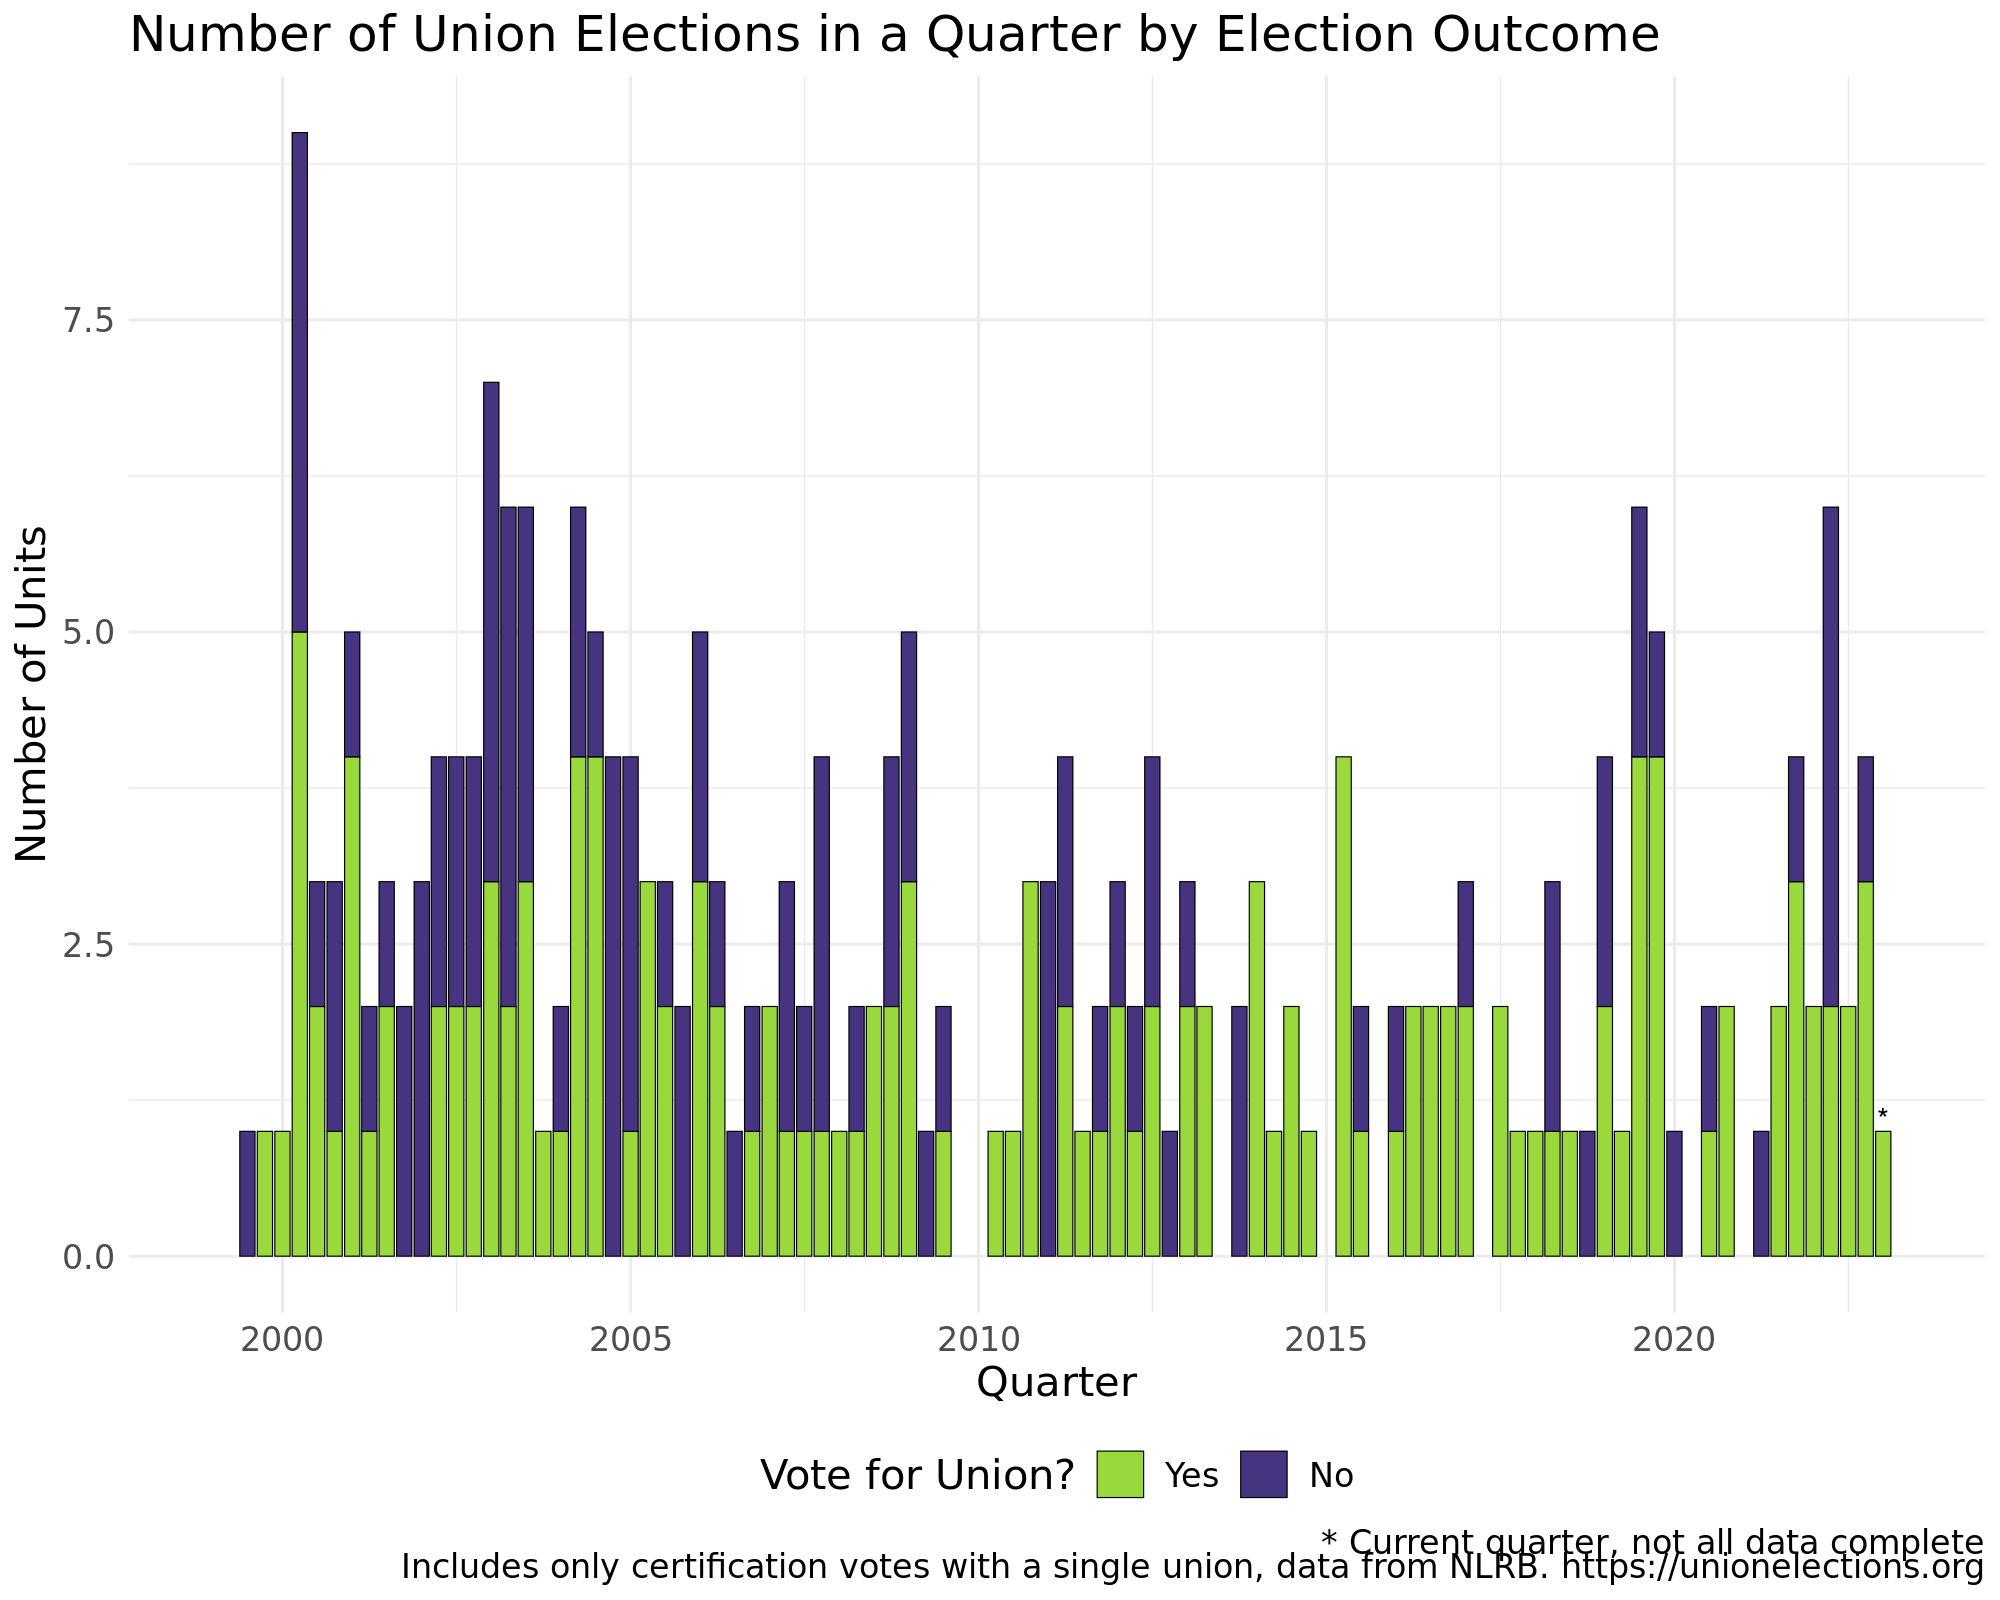 Number of Union Elections in a Quarter by Election Outcome
Number of Units
7.5
5.0
2.5
0.0
*
2000 2005 2010 2015 2020
Quarter
Vote for Union? Yes No
* Current quarter, not all data complete
Includes only certification votes with a single union, data from NLRB. https://unionelections.org